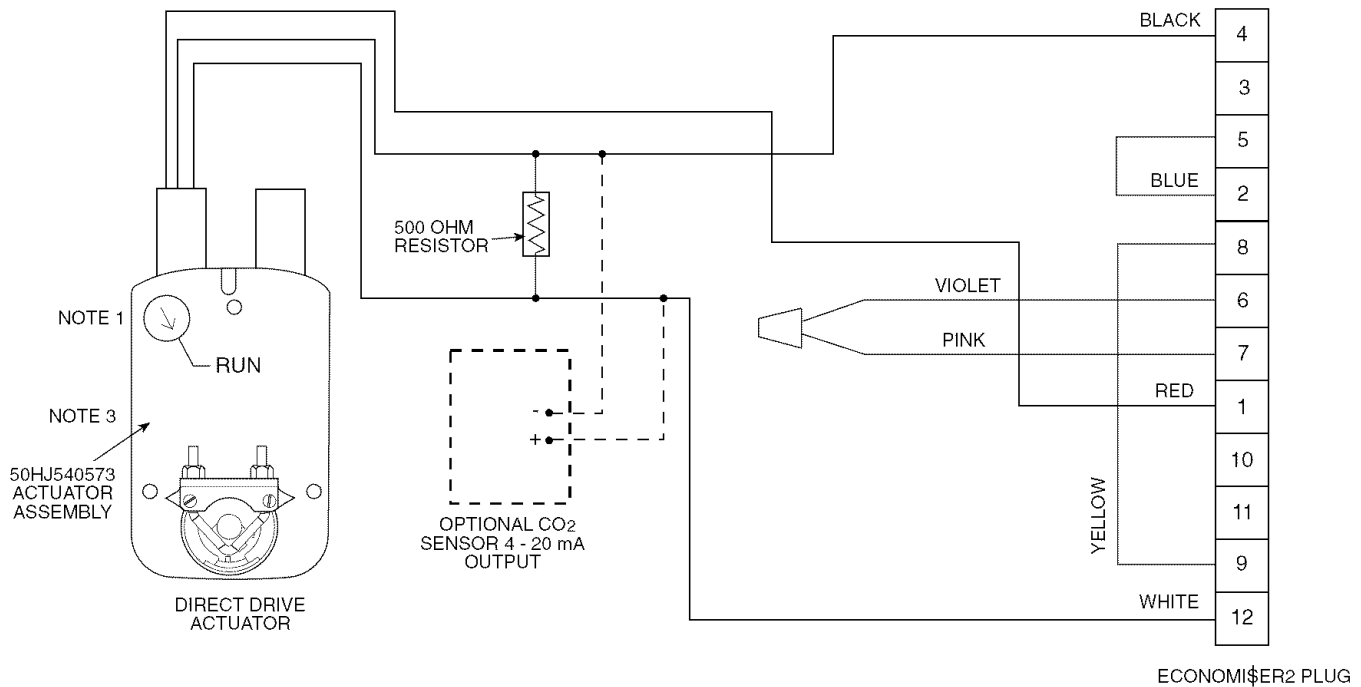 BLACK
4
3
5
BLUE
2
8
500 OHM
RESISTOR
VIOLET
6
NOTE 1
RUN
PINK
7
RED
1
NOTE 3
-
+
10
50HJ540573
ACTUATOR
ASSEMBLY
YELLOW
11
OPTIONAL CO2
SENSOR 4 - 20 mA
OUTPUT
9
DIRECT DRIVE
ACTUATOR
WHITE
12
ECONOMI$ER2 PLUG